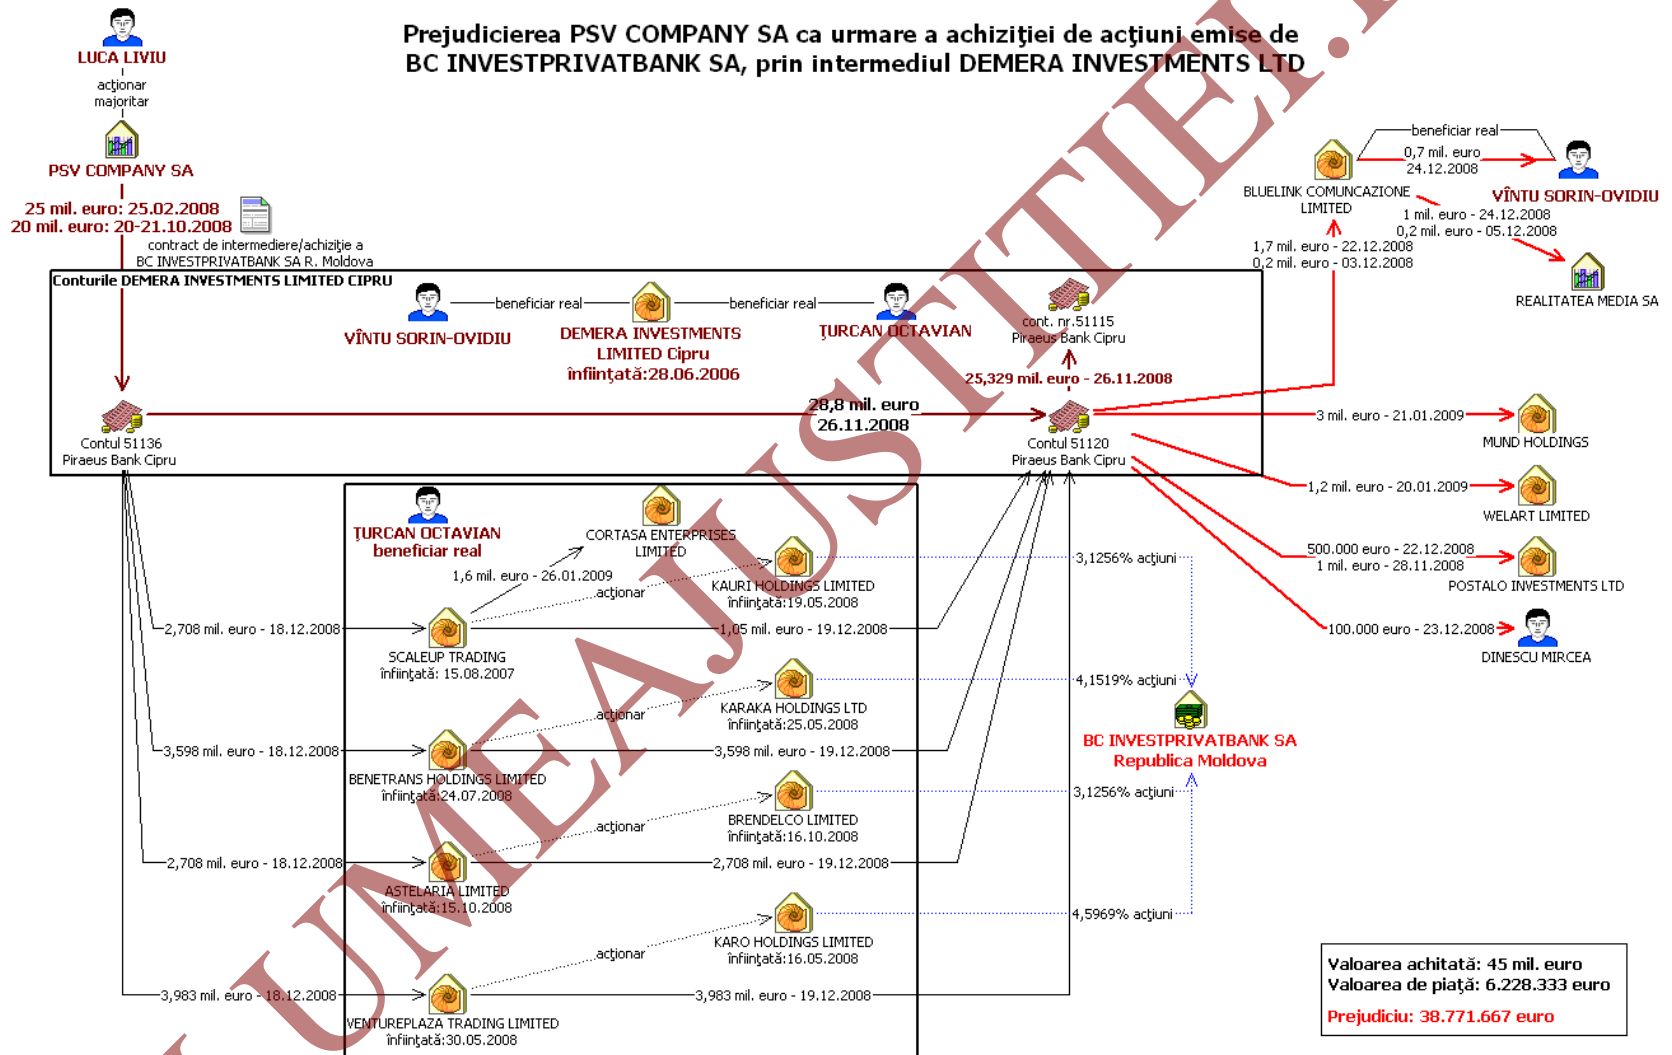 Prejudicierea PSV COMPANY SA ca urmare a achiziţiei de acţiuni emise de
BC INVESTPRIVATBANK SA, prin intermediul DEMERA INVESTMENTS LTD
LUCA LIVIU
acţionar
majoritar
PSV COMPANY SA
25 mil. euro: 25.02.2008
20 mil. euro: 20-21.10.2008
contract de intermediere/achiziţie a
BC INVESTPRIVATBANK SA R. Moldova
beneficiar real
0,7 mil. euro
24.12.2008
BLUELINK COMUNCAZIONE
LIMITED
VÎNTU SORIN-OVIDIU
1 mil. euro - 24.12.2008
0,2 mil. euro - 05.12.2008
1,7 mil. euro - 22.12.2008
0,2 mil. euro - 03.12.2008
REALITATEA MEDIA SA
Conturile DEMERA INVESTMENTS LIMITED CIPRU
VÎNTU SORIN-OVIDIU
beneficiar real
DEMERA INVESTMENTS
LIMITED Cipru
înfiinţată:28.06.2006
beneficiar real
ŢURCAN OCTAVIAN
cont. nr.51115
Piraeus Bank Cipru
25,329 mil. euro - 26.11.2008
28,8 mil. euro
26.11.2008
Contul 51136
Piraeus Bank Cipru
Contul 51120
Piraeus Bank Cipru
3 mil. euro - 21.01.2009
MUND HOLDINGS
1,2 mil. euro - 20.01.2009
WELART LIMITED
500.000 euro - 22.12.2008
1 mil. euro - 28.11.2008
POSTALO INVESTMENTS LTD
100.000 euro - 23.12.2008
DINESCU MIRCEA
ŢURCAN OCTAVIAN
beneficiar real
CORTASA ENTERPRISES
LIMITED
1,6 mil. euro - 26.01.2009
acţionar
KAURI HOLDINGS LIMITED
înfiinţată:19.05.2008
3,1256% acţiuni
2,708 mil. euro - 18.12.2008
SCALEUP TRADING
înfiinţată: 15.08.2007
1,05 mil. euro - 19.12.2008
acţionar
KARAKA HOLDINGS LTD
înfiinţată:25.05.2008
4,1519% acţiuni
3,598 mil. euro - 18.12.2008
BENETRANS HOLDINGS LIMITED
înfiinţată:24.07.2008
3,598 mil. euro - 19.12.2008
BC INVESTPRIVATBANK SA
Republica Moldova
acţionar
BRENDELCO LIMITED
înfiinţată:16.10.2008
3,1256% acţiuni
2,708 mil. euro - 18.12.2008
ASTELARIA LIMITED
înfiinţată:15.10.2008
2,708 mil. euro - 19.12.2008
acţionar
KARO HOLDINGS LIMITED
înfiinţată:16.05.2008
4,5969% acţiuni
3,983 mil. euro - 18.12.2008
VENTUREPLAZA TRADING LIMITED
înfiinţată:30.05.2008
3,983 mil. euro - 19.12.2008
Valoarea achitată: 45 mil. euro
Valoarea de piaţă: 6.228.333 euro
Prejudiciu: 38.771.667 euro
LUMEAJUSTITIEI.